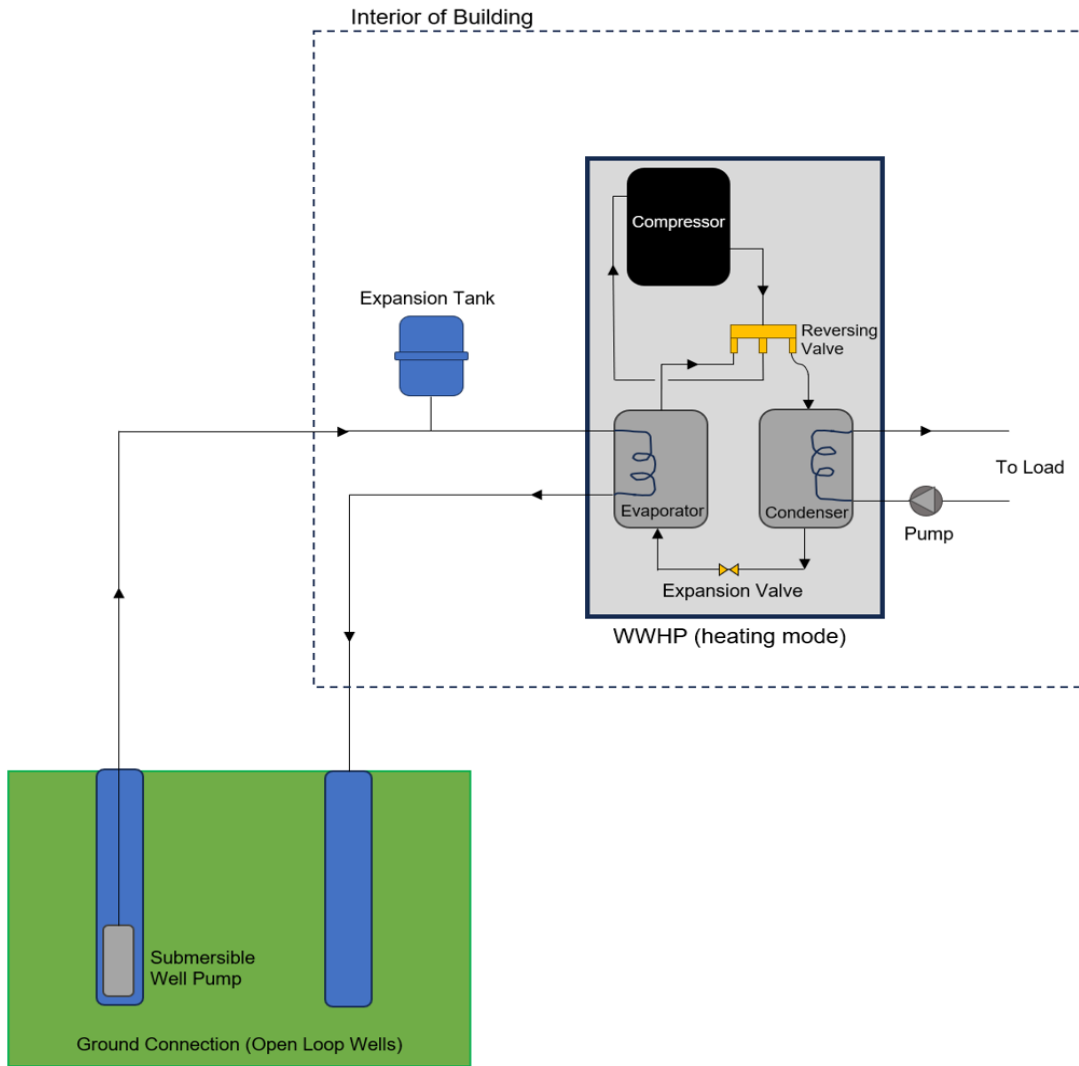 Interior of Building
Compressor
Expansion Tank
Reversing
Valve
To Load
Evaporator
Condenser
Pump
Expansion Valve
WWHP (heating mode)
Submersible
Well Pump
Ground Connection (Open Loop Wells)